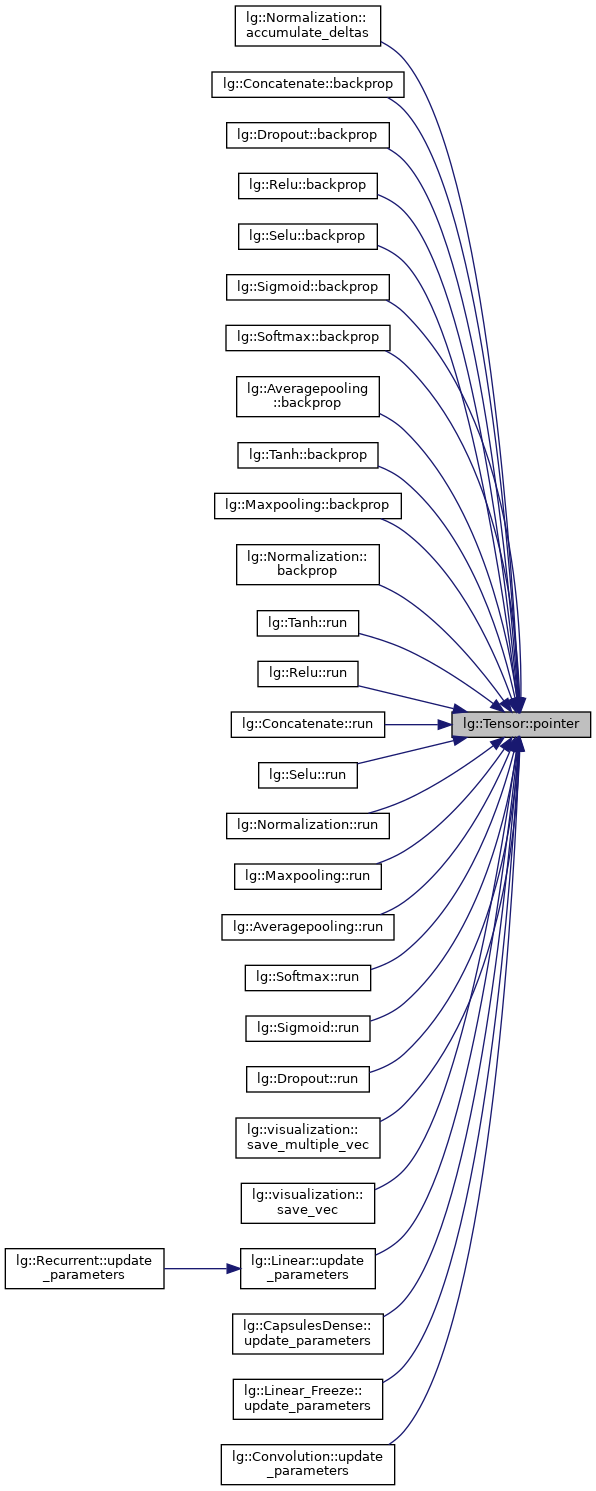 lg::Normalization::
accumulate_deltas
lg::Concatenate::backprop
lg::Dropout::backprop
lg::Relu::backprop
lg::Selu::backprop
lg::Sigmoid::backprop
lg::Softmax::backprop
lg::Averagepooling
::backprop
lg::Tanh::backprop
lg::Maxpooling::backprop
lg::Normalization::
backprop
lg::Tanh::run
lg::Relu::run
lg::Concatenate::run
lg::Tensor::pointer
lg::Selu::run
lg::Normalization::run
lg::Maxpooling::run
lg::Averagepooling::run
lg::Softmax::run
lg::Sigmoid::run
lg::Dropout::run
lg::visualization::
save_multiple_vec
lg::visualization::
save_vec
lg::Recurrent::update
_parameters
lg::Linear::update
_parameters
lg::CapsulesDense::
update_parameters
lg::Linear_Freeze::
update_parameters
lg::Convolution::update
_parameters